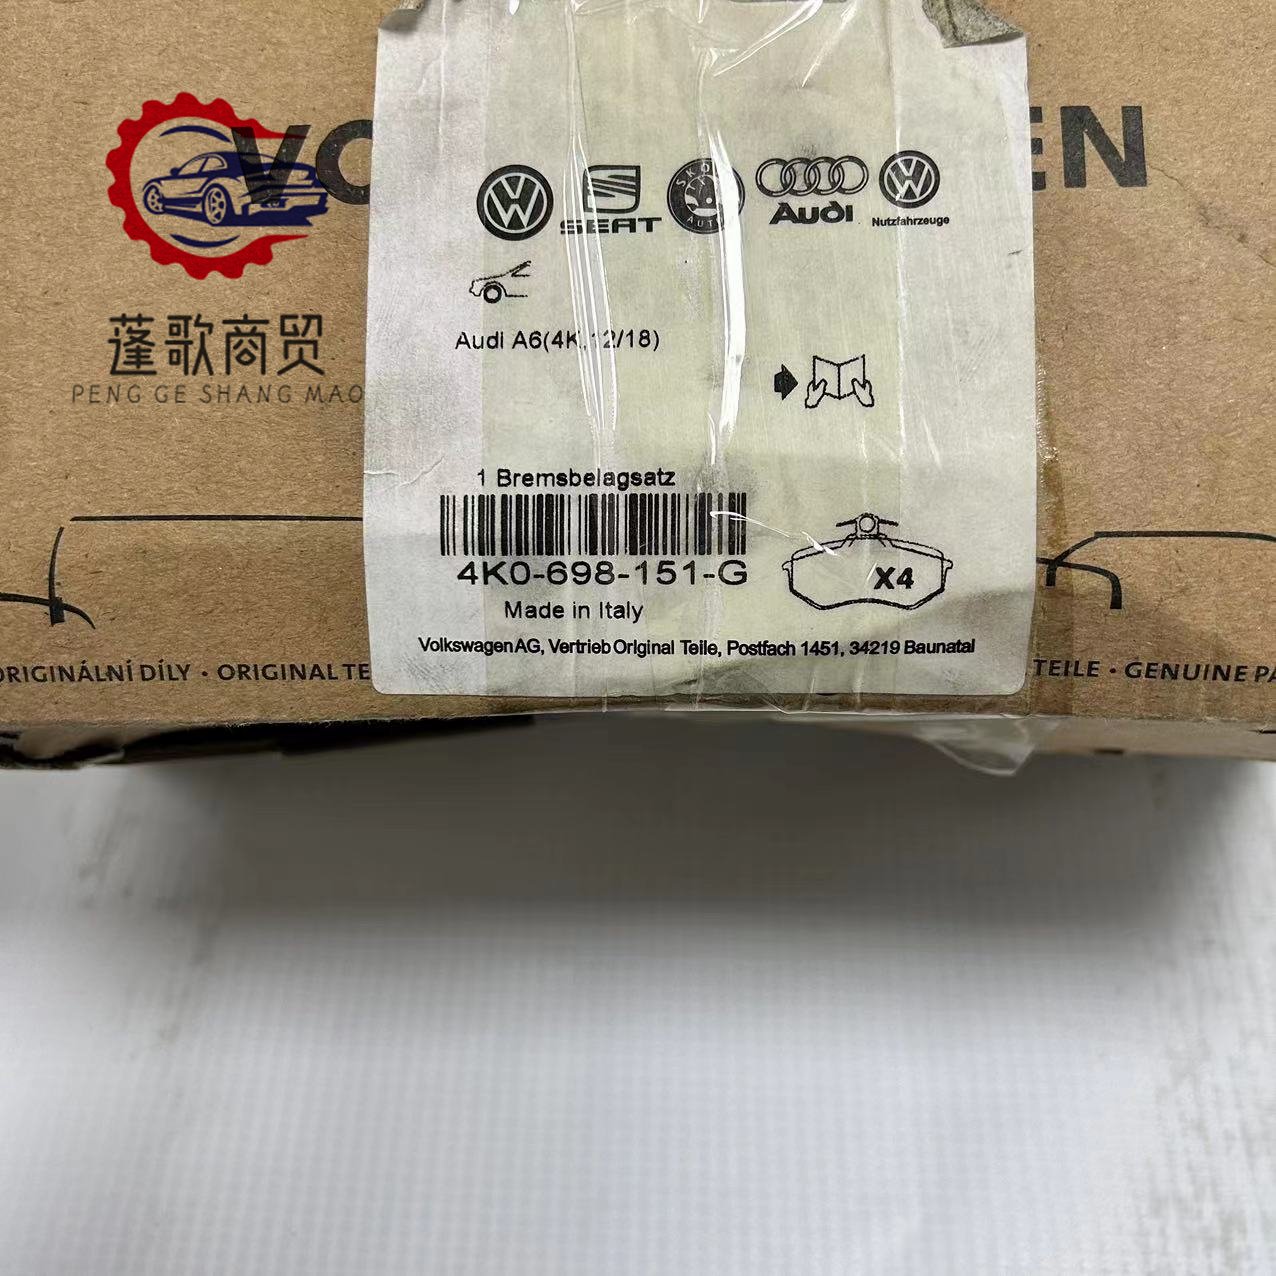 VO EN
SEAT
SKODA AUTO
Audi
Nutzfahrzeuge
蓬歌商贸
PENG GE SHANG MAO
Audi A6(4K,12/18)
1 Bremsbelagsatz
4K0-698-151-G
X4
Made in Italy
Volkswagen AG, Vertrieb Original Teile, Postfach 1451, 34219 Baunatal
ORIGINÁLNÍ DÍLY · ORIGINAL TE TEILE · GENUINE PA